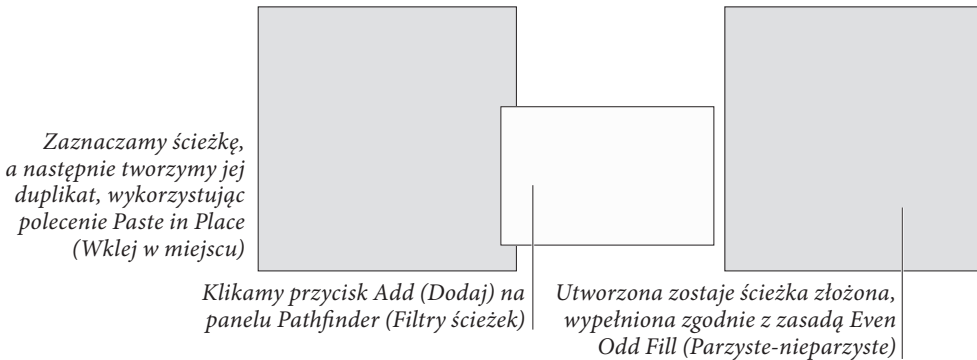 Zaznaczamy ścieżkę,
a następnie tworzymy jej
duplikat, wykorzystując
polecenie Paste in Place
(Wklej w miejscu)
Klikamy przycisk Add (Dodaj) na
panelu Pathfinder (Filtry ścieżek)
Utworzona zostaje ścieżka złożona,
wypełniona zgodnie z zasadą Even
Odd Fill (Parzyste-nieparzyste)